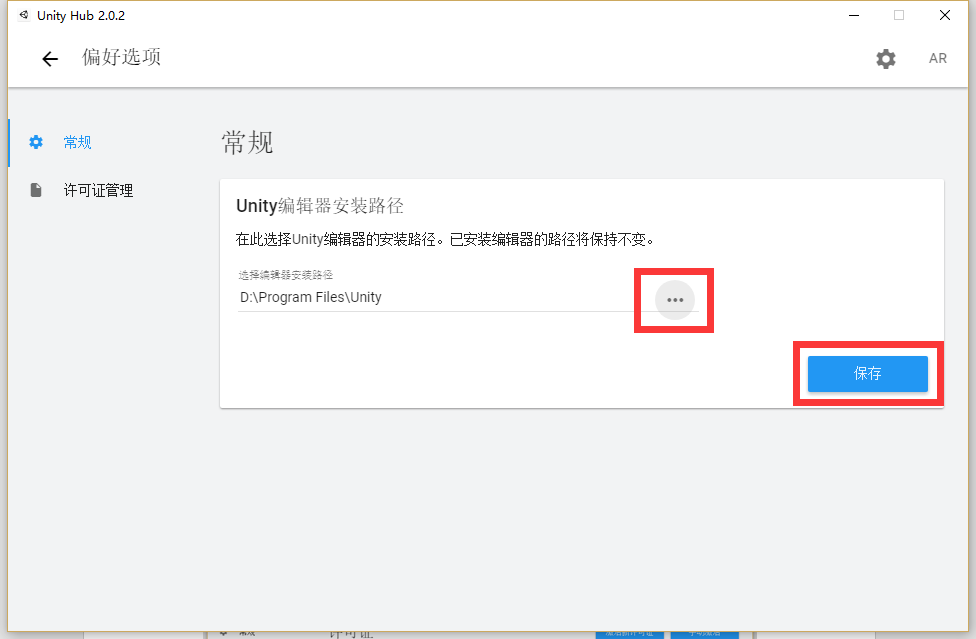 Unity Hub 2.0.2
偏好选项
AR
常规
许可证管理
常规
Unity编辑器安装路径
在此选择Unity编辑器的安装路径。已安装编辑器的路径将保持不变。
选择编辑器安装路径
D:\Program Files\Unity
保存